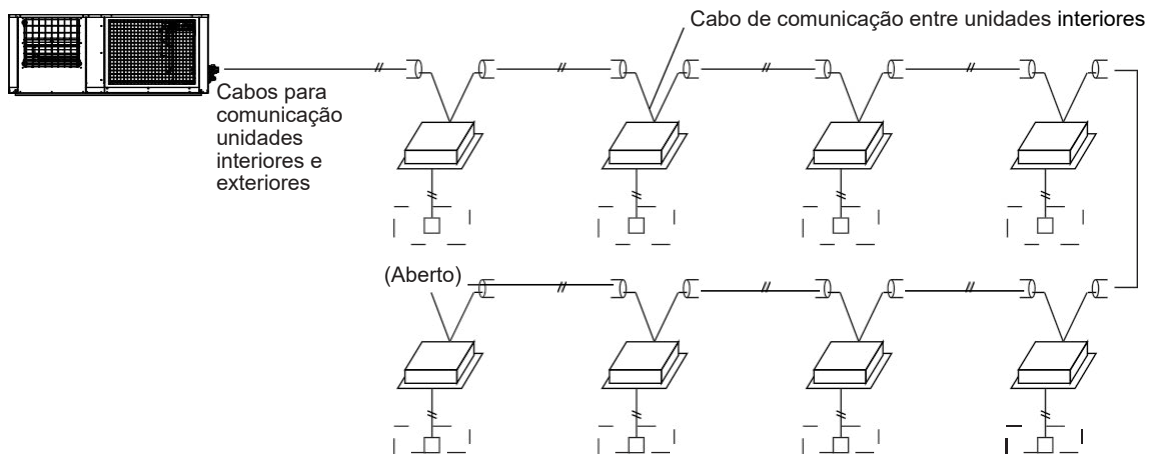 Cabo de comunicação entre unidades interiores
Cabos para
comunicação
unidades
interiores e
exteriores
(Aberto)